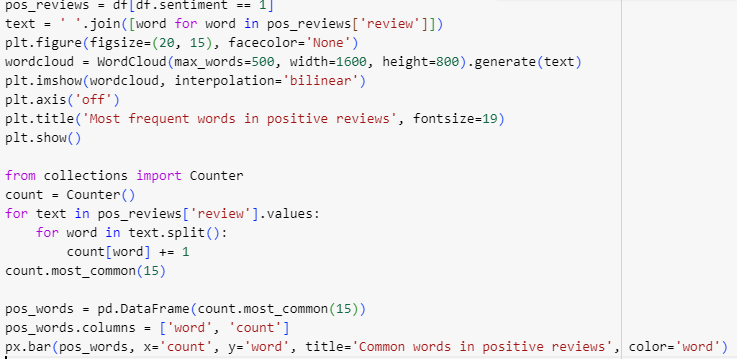 pos_reviews = df[df.sentiment == 1]
text = ' '.join([word for word in pos_reviews['review']])
plt.figure(figsize=(20, 15), facecolor='None')
wordcloud = WordCloud(max_words=500, width=1600, height=800).generate(text)
plt.imshow(wordcloud, interpolation='bilinear')
plt.axis('off')
plt.title('Most frequent words in positive reviews', fontsize=19)
plt.show()

from collections import Counter
count = Counter()
for text in pos_reviews['review'].values:
    for word in text.split():
        count[word] += 1
count.most_common(15)

pos_words = pd.DataFrame(count.most_common(15))
pos_words.columns = ['word', 'count']
px.bar(pos_words, x='count', y='word', title='Common words in positive reviews', color='word')